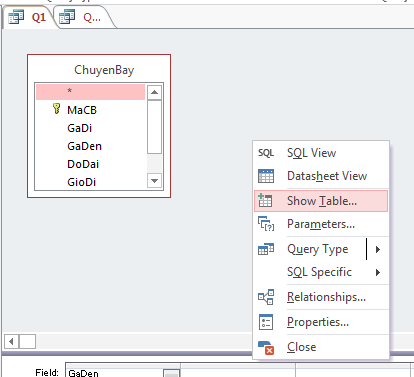 Q1
Q...
ChuyenBay
*
MaCB
GaDi
GaDen
DoDai
GioDi
SQL SQL View
Datasheet View
Show Table...
Parameters...
Query Type
SQL Specific
Relationships...
Properties...
Close
Field: GaDen